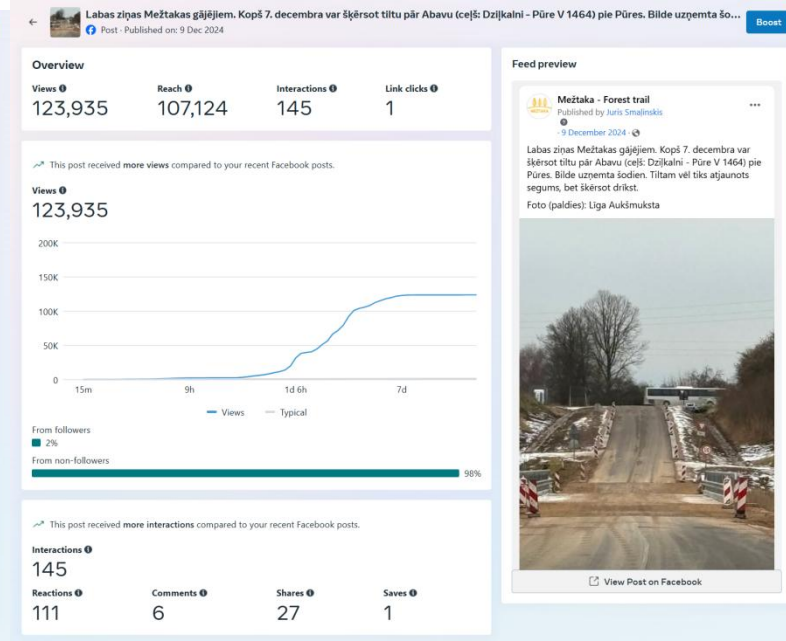 Labas ziņas Mežtakas gājējiem. Kopš 7. decembra var šķērsot tiltu pār Abavu (ceļš: Dziļkalni - Pūre V 1464) pie Pūres. Bilde uzņemta šo...
Post · Published on: 9 Dec 2024
Boost
Overview
Views Reach Interactions Link clicks
123,935 107,124 145 1
This post received more views compared to your recent Facebook posts.
Views
123,935
200K
150K
100K
50K
0
15m 9h 1d 6h 7d
Views Typical
From followers
2%
From non-followers
98%
This post received more interactions compared to your recent Facebook posts.
Interactions
145
Reactions Comments Shares Saves
111 6 27 1
Feed preview
Mežtaka - Forest trail
Published by Juris Smaļinskis
· 9 December 2024 ·
Labas ziņas Mežtakas gājējiem. Kopš 7. decembra var
šķērsot tiltu pār Abavu (ceļš: Dziļkalni - Pūre V 1464) pie
Pūres. Bilde uzņemta šodien. Tiltam vēl tiks atjaunots
segums, bet šķērsot drīkst.
Foto (paldies): Līga Aukšmuksta
View Post on Facebook